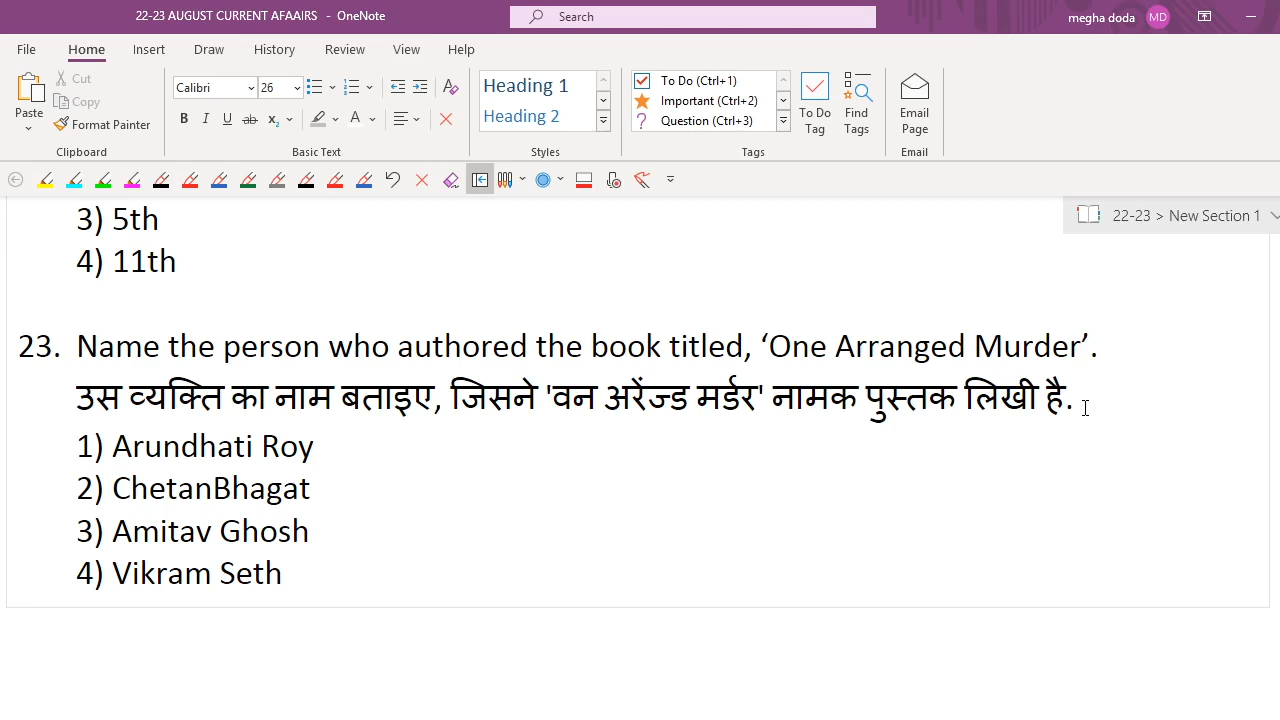 22-23 AUGUST CURRENT AFAAIRS - OneNote
Search
megha doda
MD
File Home Insert Draw History Review View Help
Paste
Cut
Copy
Format Painter
Clipboard
Calibri 26
B I U ab x₂ A
Basic Text
Heading 1
Heading 2
Styles
To Do (Ctrl+1)
Important (Ctrl+2)
? Question (Ctrl+3)
To Do Tag
Find Tags
Tags
Email Page
Email
22-23 > New Section 1
3) 5th
4) 11th
23. Name the person who authored the book titled, ‘One Arranged Murder’.
उस व्यक्ति का नाम बताइए, जिसने 'वन अरेंज्ड मर्डर' नामक पुस्तक लिखी है.
1) Arundhati Roy
2) ChetanBhagat
3) Amitav Ghosh
4) Vikram Seth